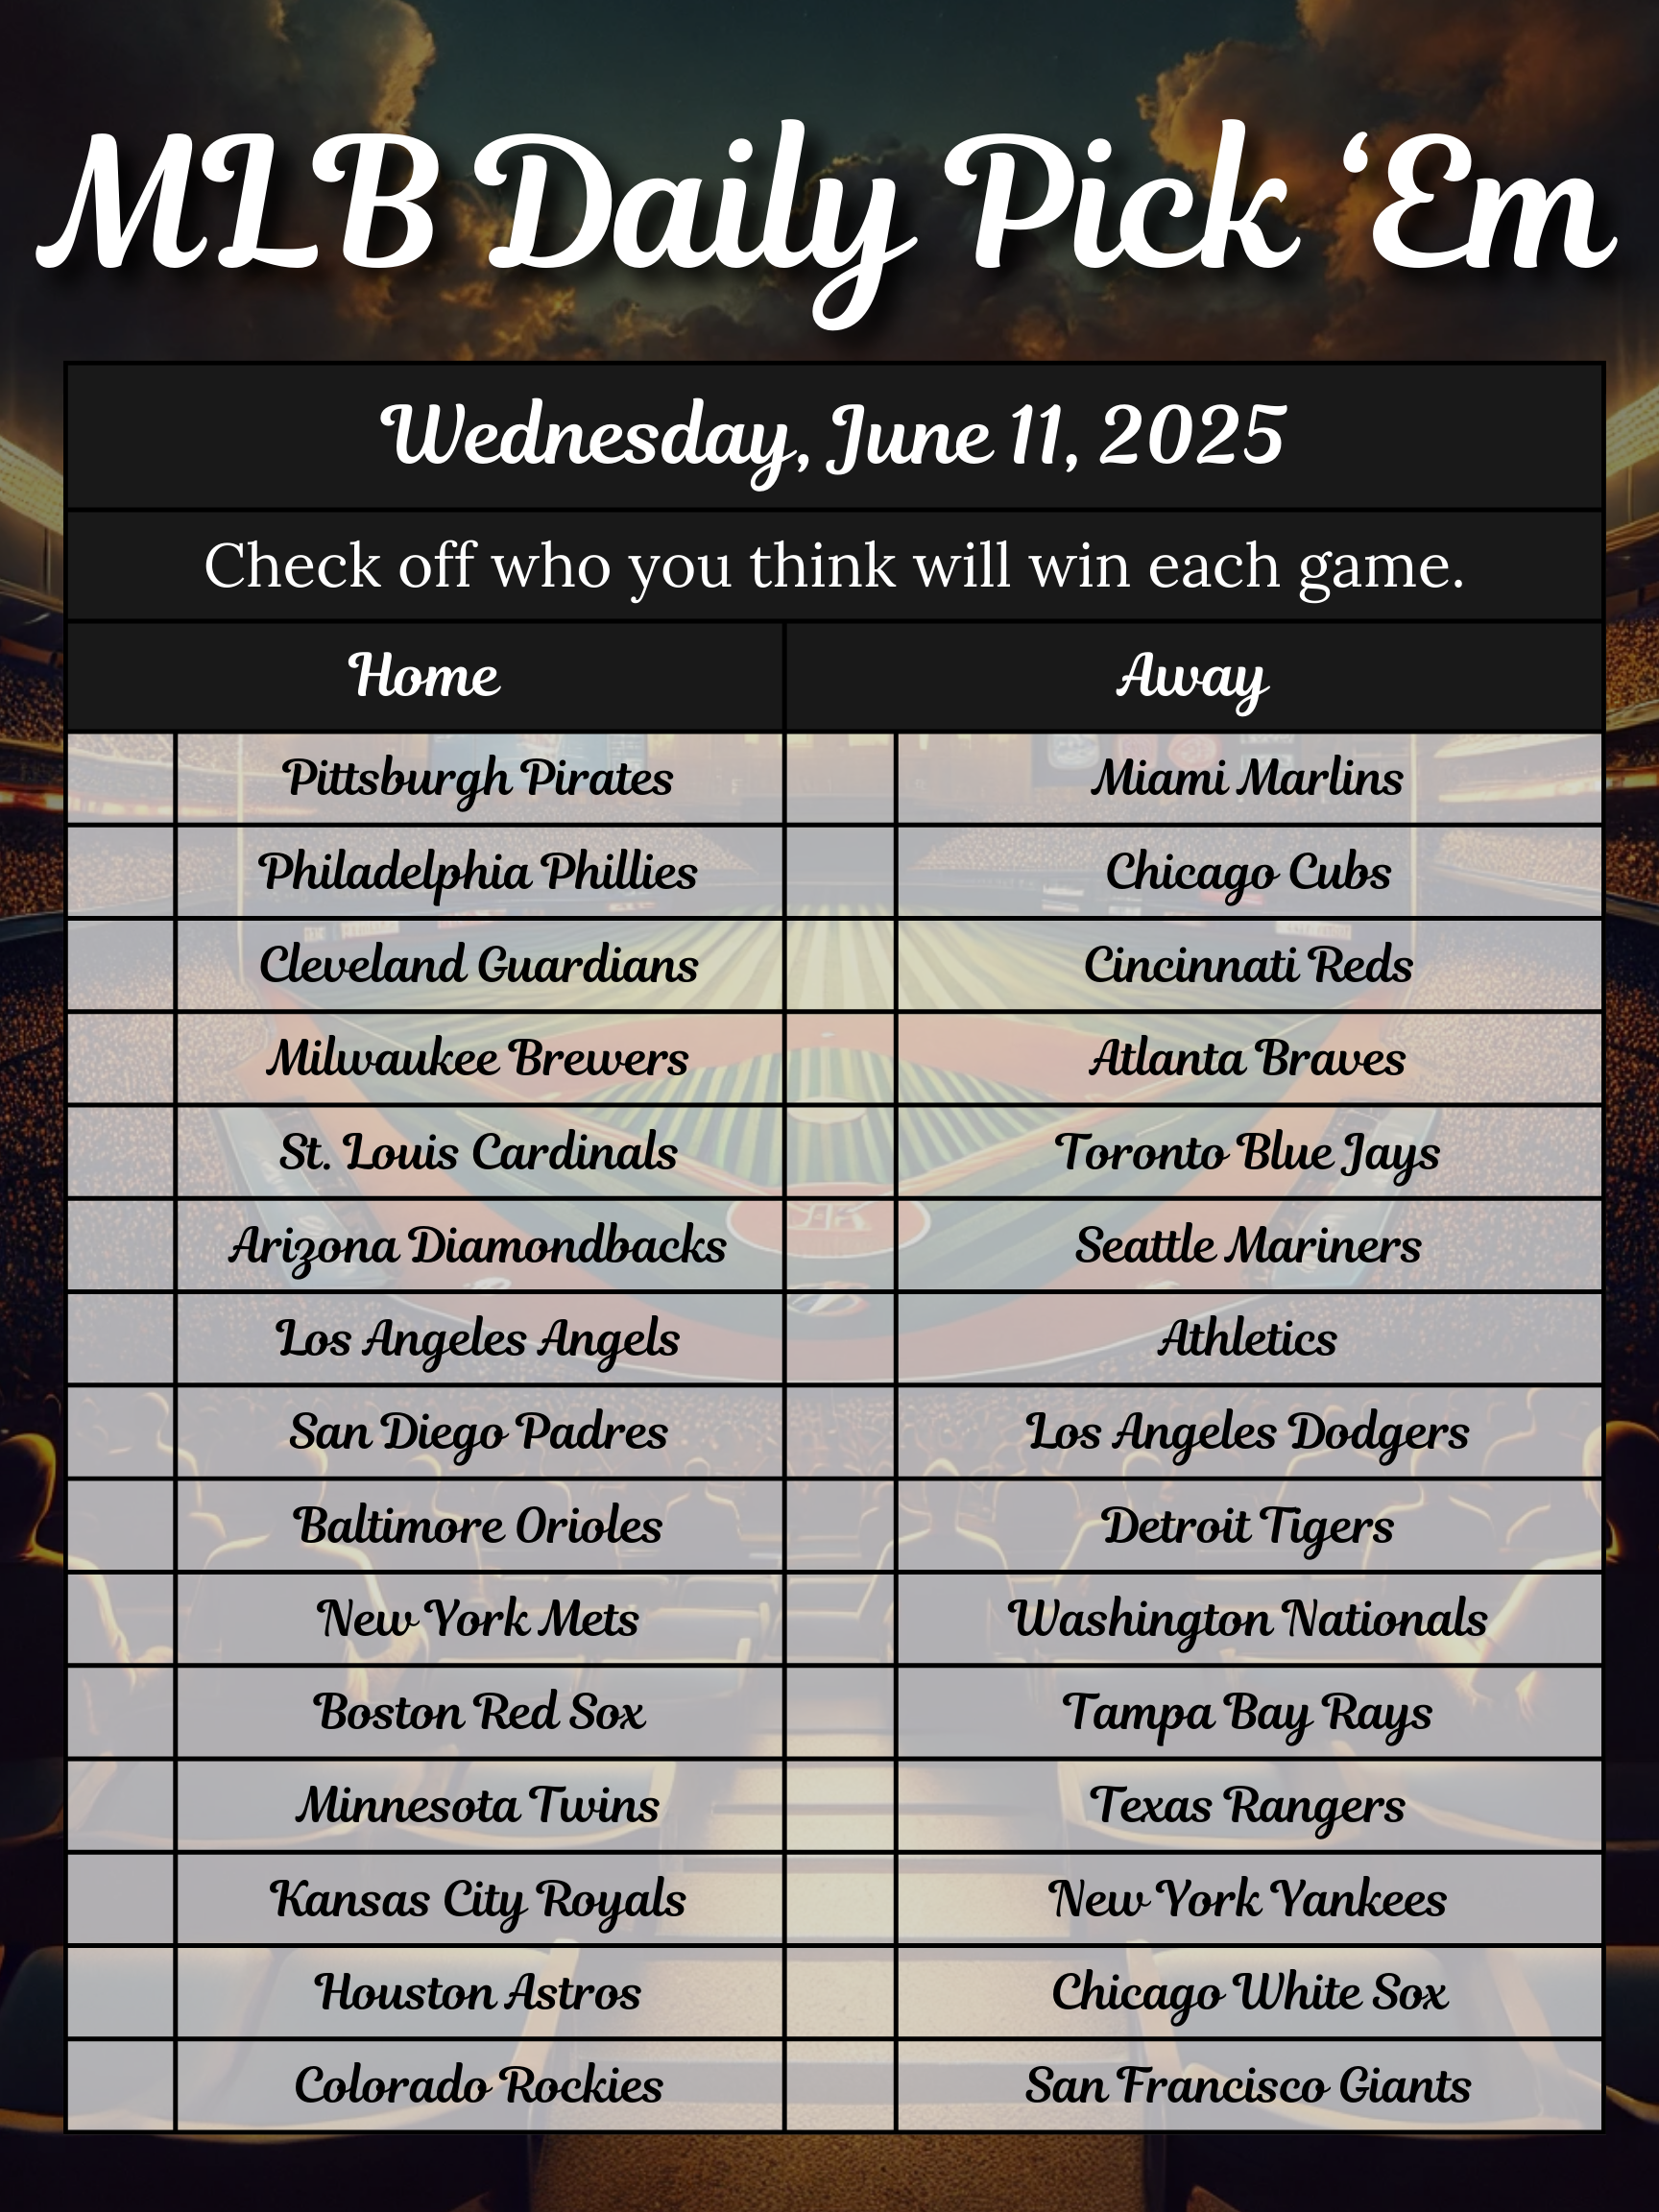 MLB Daily Pick ‘Em
Wednesday, June 11, 2025
Check off who you think will win each game.
Home Away
Pittsburgh Pirates Miami Marlins
Philadelphia Phillies Chicago Cubs
Cleveland Guardians Cincinnati Reds
Milwaukee Brewers Atlanta Braves
St. Louis Cardinals Toronto Blue Jays
Arizona Diamondbacks Seattle Mariners
Los Angeles Angels Athletics
San Diego Padres Los Angeles Dodgers
Baltimore Orioles Detroit Tigers
New York Mets Washington Nationals
Boston Red Sox Tampa Bay Rays
Minnesota Twins Texas Rangers
Kansas City Royals New York Yankees
Houston Astros Chicago White Sox
Colorado Rockies San Francisco Giants